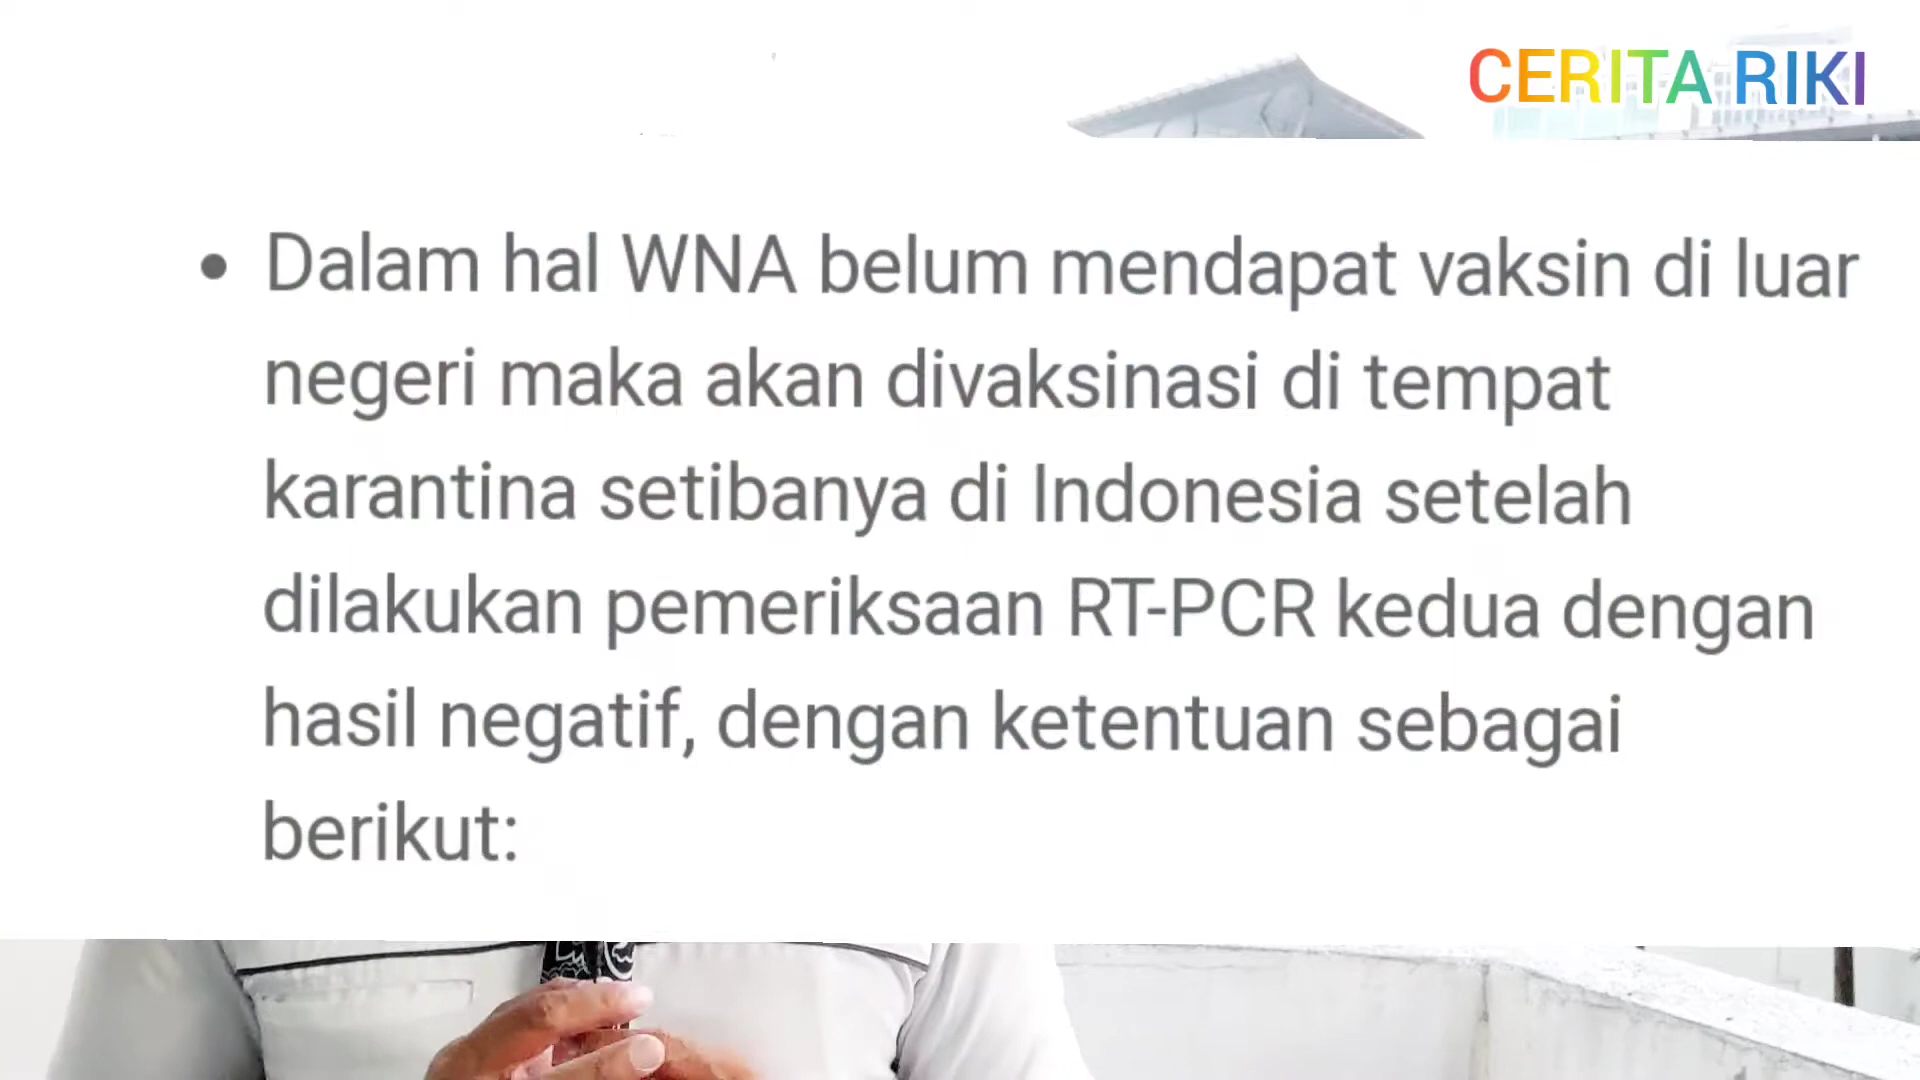 CERITA RIKI
• Dalam hal WNA belum mendapat vaksin di luar
negeri maka akan divaksinasi di tempat
karantina setibanya di Indonesia setelah
dilakukan pemeriksaan RT-PCR kedua dengan
hasil negatif, dengan ketentuan sebagai
berikut: